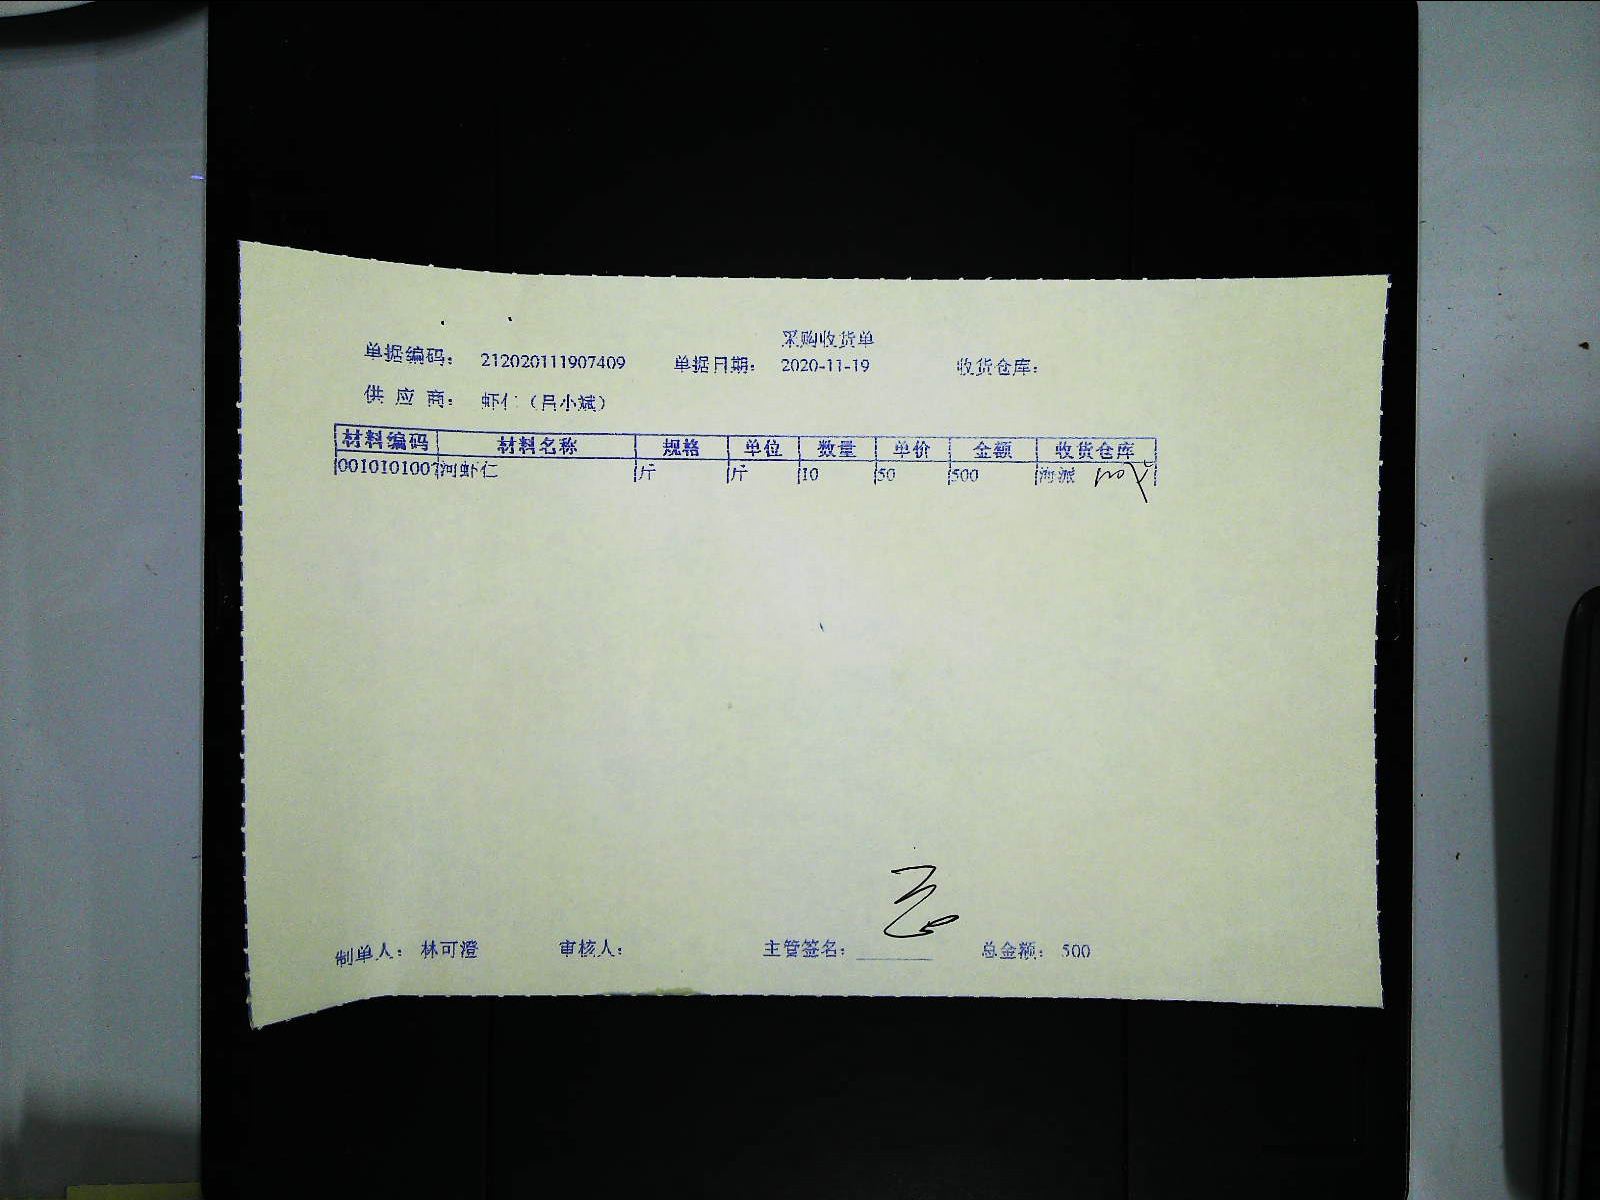 采购收货单
单据编码： 212020111907409 单据日期： 2020-11-19 收货仓库：
供应商： 虾仁（吕小斌）
材料编码 材料名称 规格 单位 数量 单价 金额 收货仓库
0010101007 河虾仁 斤 斤 10 50 500 海派
制单人： 林可澄 审核人： 主管签名： 总金额： 500